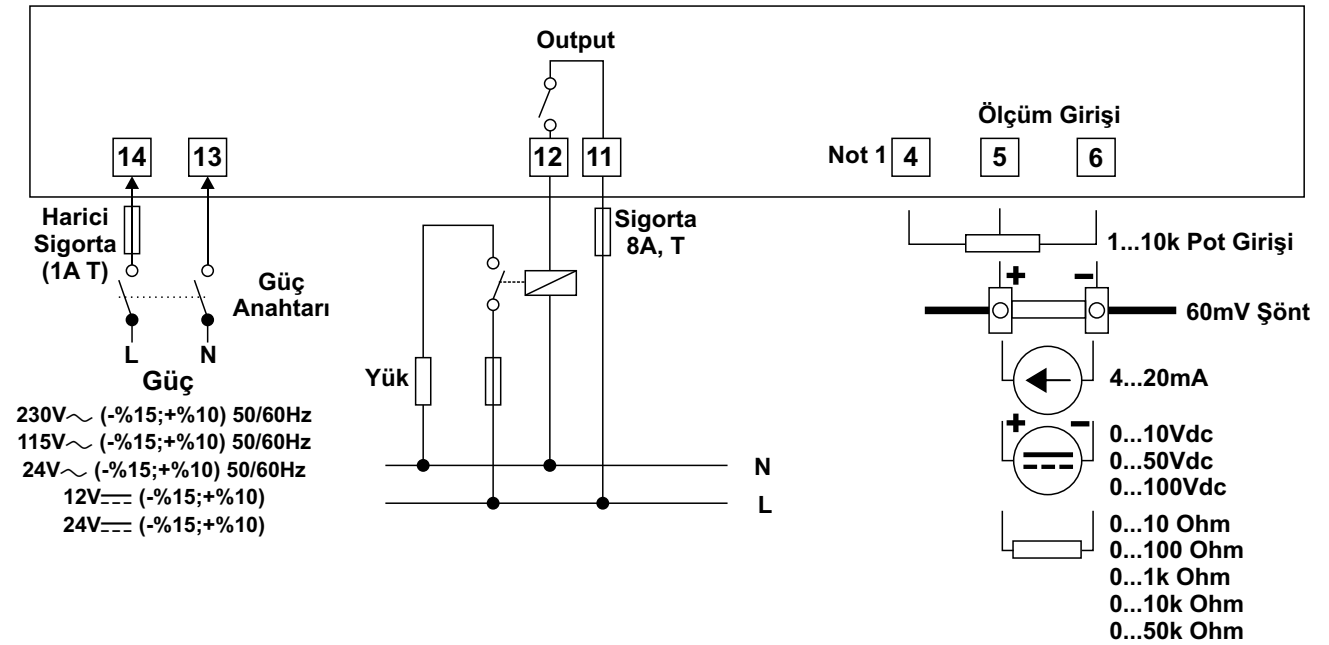 Output
Ölçüm Girişi
14
13
12
11
Not 1
4
5
6
Harici
Sigorta
(1A T)
Güç
Anahtarı
L
N
Güç
230V~ (-%15;+%10) 50/60Hz
115V~ (-%15;+%10) 50/60Hz
24V~ (-%15;+%10) 50/60Hz
12V⎓ (-%15;+%10)
24V⎓ (-%15;+%10)
Sigorta
8A, T
Yük
N
L
1...10k Pot Girişi
+ -
60mV Şönt
4...20mA
+ -
0...10Vdc
0...50Vdc
0...100Vdc
0...10 Ohm
0...100 Ohm
0...1k Ohm
0...10k Ohm
0...50k Ohm